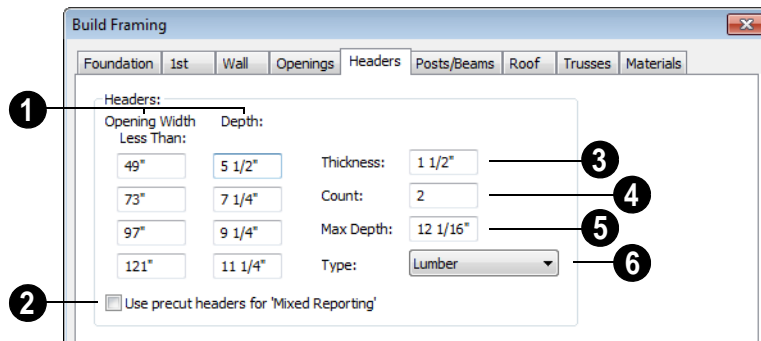 Build Framing
Foundation 1st Wall Openings Headers Posts/Beams Roof Trusses Materials
Headers:
1
Opening Width Less Than: Depth:
49" 5 1/2" Thickness: 1 1/2" 3
73" 7 1/4" Count: 2 4
97" 9 1/4" Max Depth: 12 1/16" 5
121" 11 1/4" Type: Lumber 6
2 Use precut headers for 'Mixed Reporting'